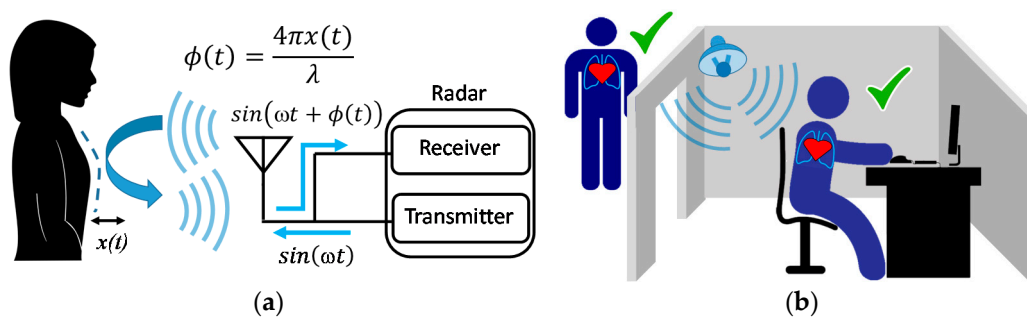 ϕ(t) = 4πx(t)/λ
Radar
sin(ωt + ϕ(t))
Receiver
Transmitter
x(t)
sin(ωt)
(a)
(b)